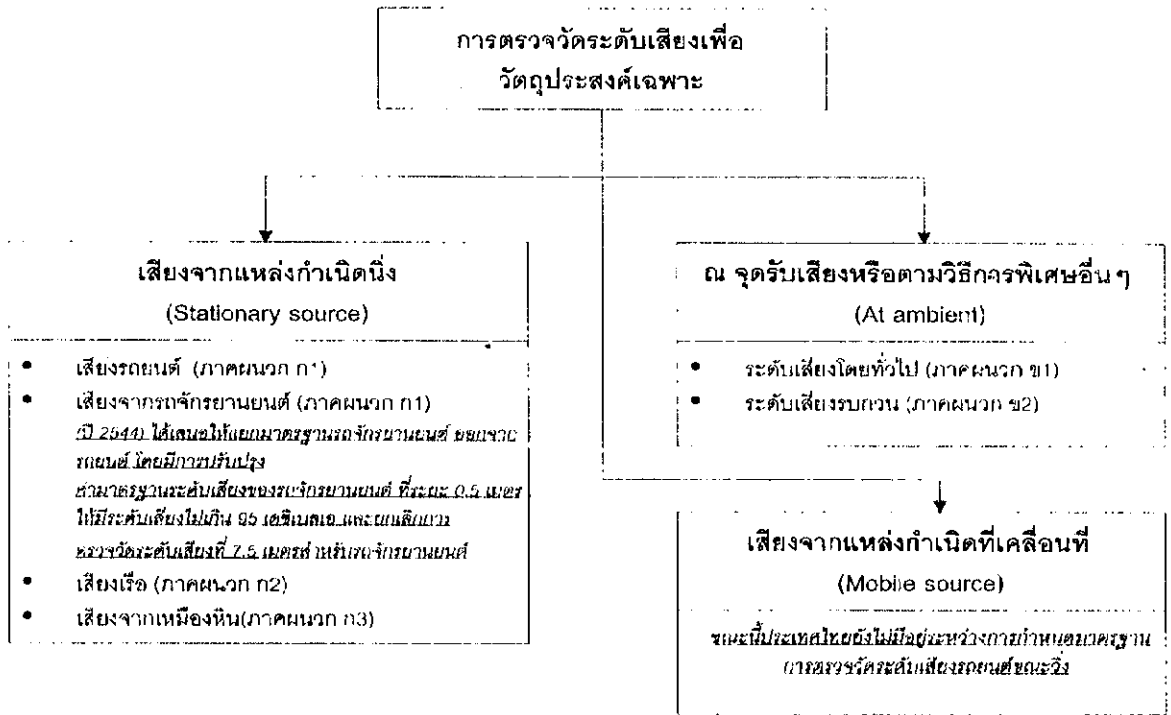 การตรวจวัดระดับเสียงเพื่อ
วัตถุประสงค์เฉพาะ
เสียงจากแหล่งกำเนิดนิ่ง
(Stationary source)
• เสียงรถยนต์ (ภาคผนวก ก1)
• เสียงจากรถจักรยานยนต์ (ภาคผนวก ก1)
(ปี 2544) ได้เสนอให้แยกมาตรฐานรถจักรยานยนต์ ออกจาก
รถยนต์ โดยมีการปรับปรุง
ค่ามาตรฐานระดับเสียงของรถจักรยานยนต์ ที่ระยะ 0.5 เมตร
ให้มีระดับเสียงไม่เกิน 95 เดซิเบลเอ และยกเลิกการ
ตรวจวัดระดับเสียงที่ 7.5 เมตรสำหรับรถจักรยานยนต์
• เสียงเรือ (ภาคผนวก ก2)
• เสียงจากเหมืองหิน(ภาคผนวก ก3)
ณ จุดรับเสียงหรือตามวิธีการพิเศษอื่นๆ
(At ambient)
• ระดับเสียงโดยทั่วไป (ภาคผนวก ข1)
• ระดับเสียงรบกวน (ภาคผนวก ข2)
เสียงจากแหล่งกำเนิดที่เคลื่อนที่
(Mobile source)
ขณะนี้ประเทศไทยยังไม่มีอยู่ระหว่างการกำหนดมาตรฐาน
การตรวจวัดระดับเสียงรถยนต์ขณะวิ่ง